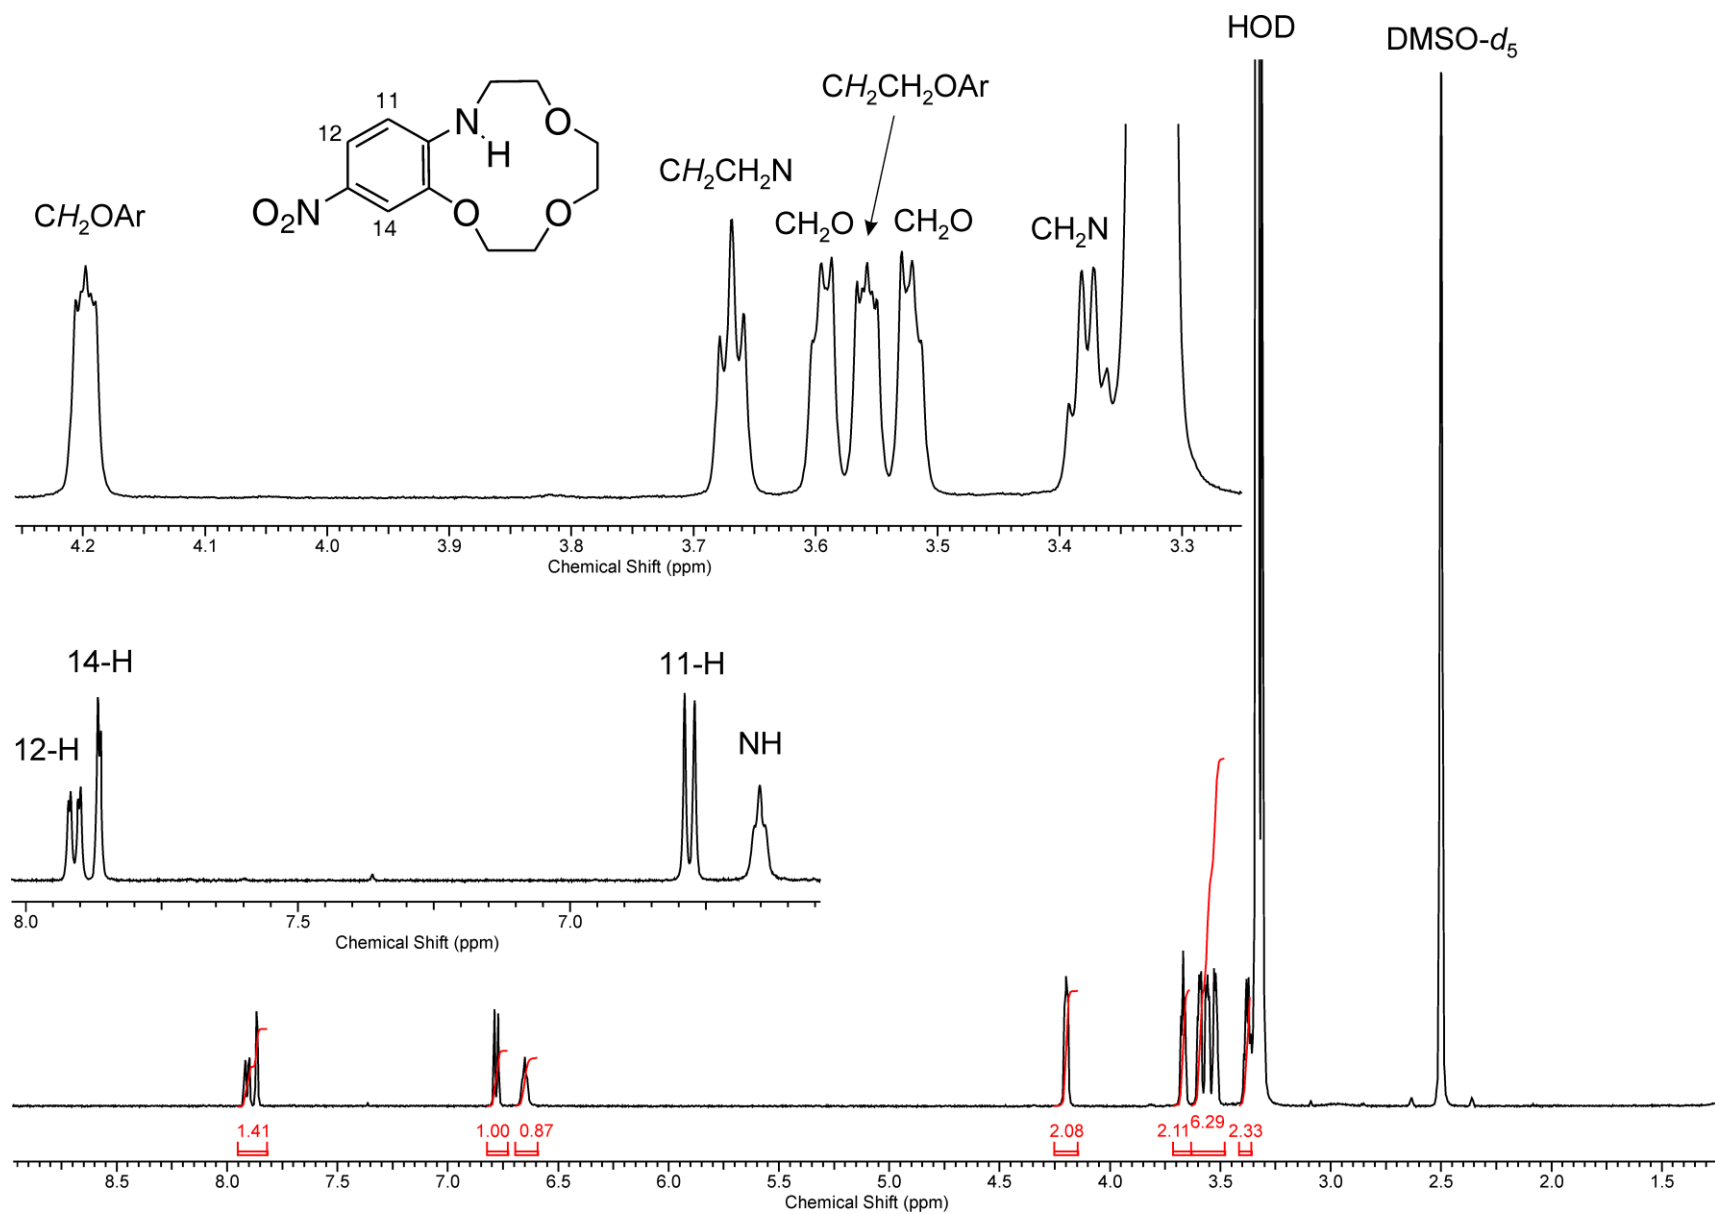 HOD
DMSO-d5
CH2CH2OAr
CH2CH2N
CH2OAr
CH2O
CH2O
CH2N
11
12
14
N
H
O
O
O
O2N
4.2 4.1 4.0 3.9 3.8 3.7 3.6 3.5 3.4 3.3
Chemical Shift (ppm)
14-H
12-H
11-H
NH
8.0 7.5 7.0
Chemical Shift (ppm)
1.41 1.00 0.87 2.08 2.11 6.29 2.33
8.5 8.0 7.5 7.0 6.5 6.0 5.5 5.0 4.5 4.0 3.5 3.0 2.5 2.0 1.5
Chemical Shift (ppm)